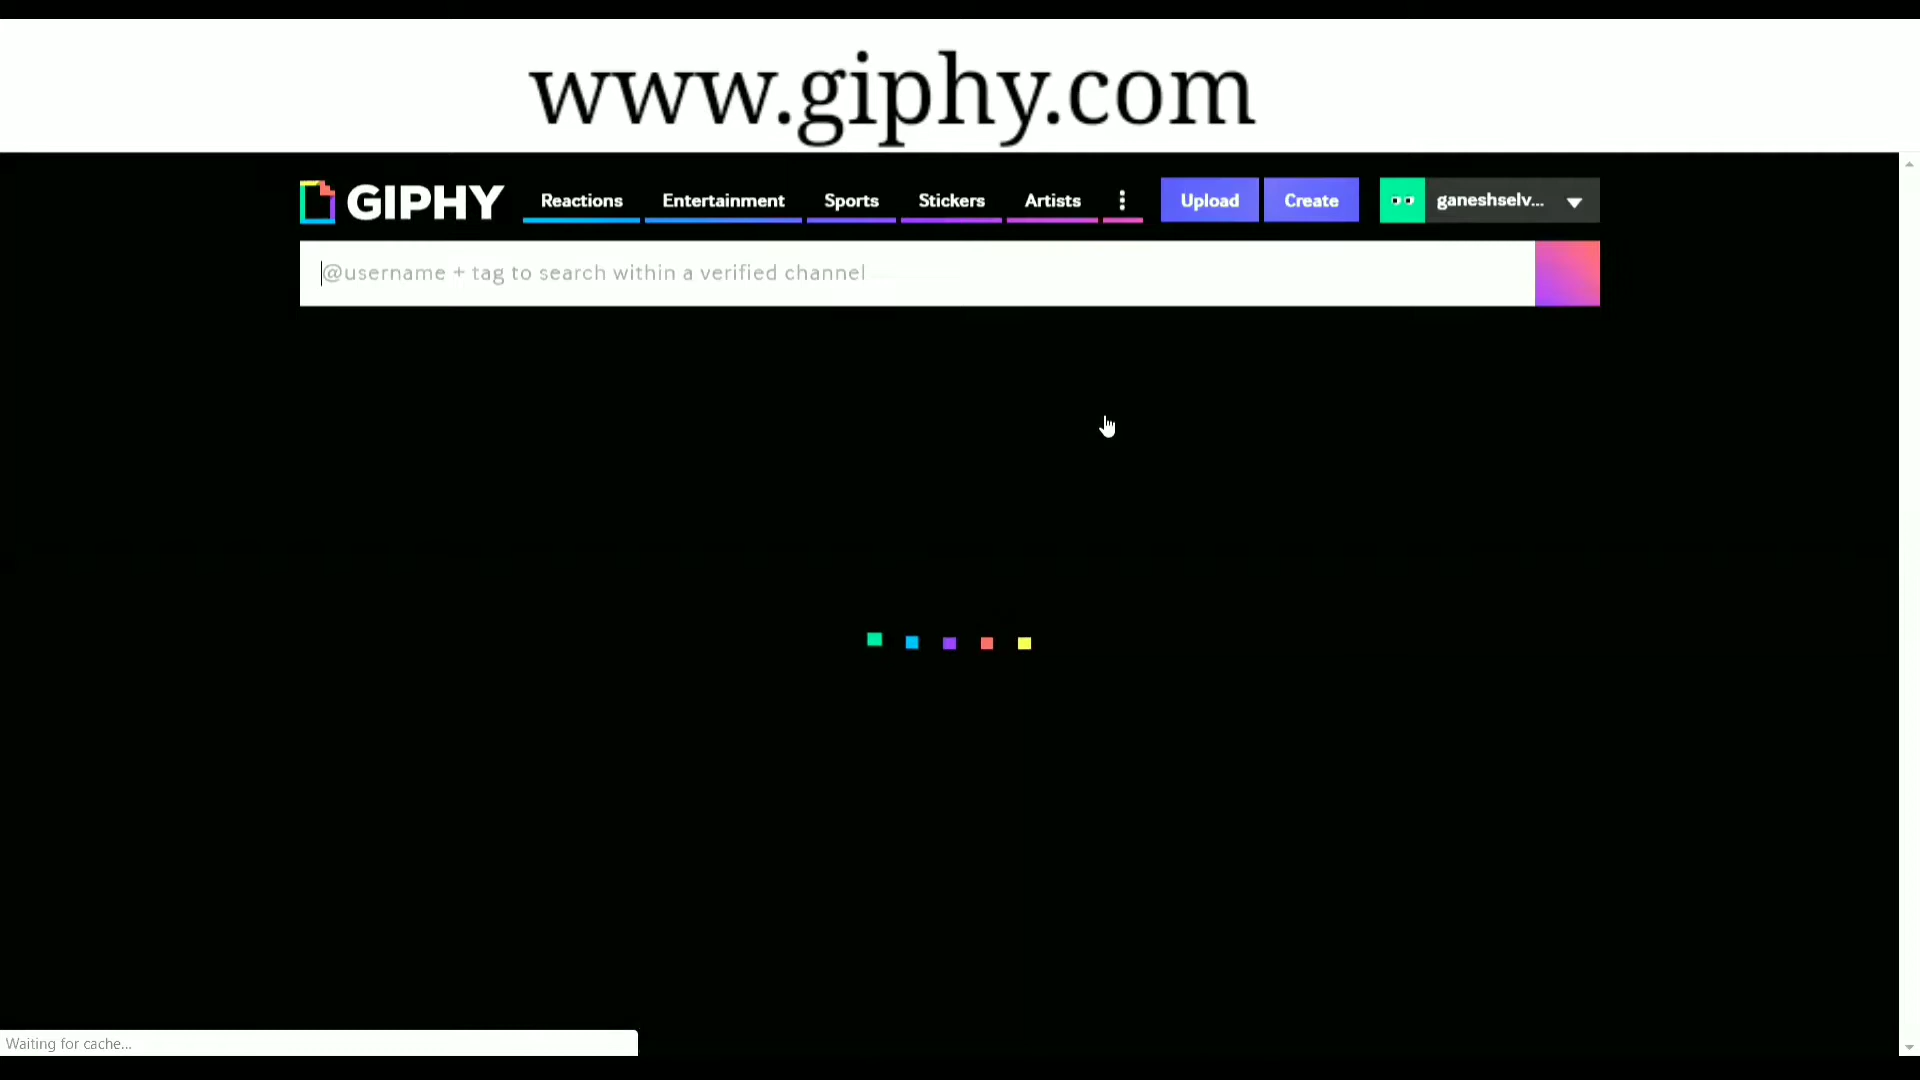 www.giphy.com
GIPHY Reactions Entertainment Sports Stickers Artists Upload Create ganeshselv...
@username + tag to search within a verified channel
Waiting for cache...